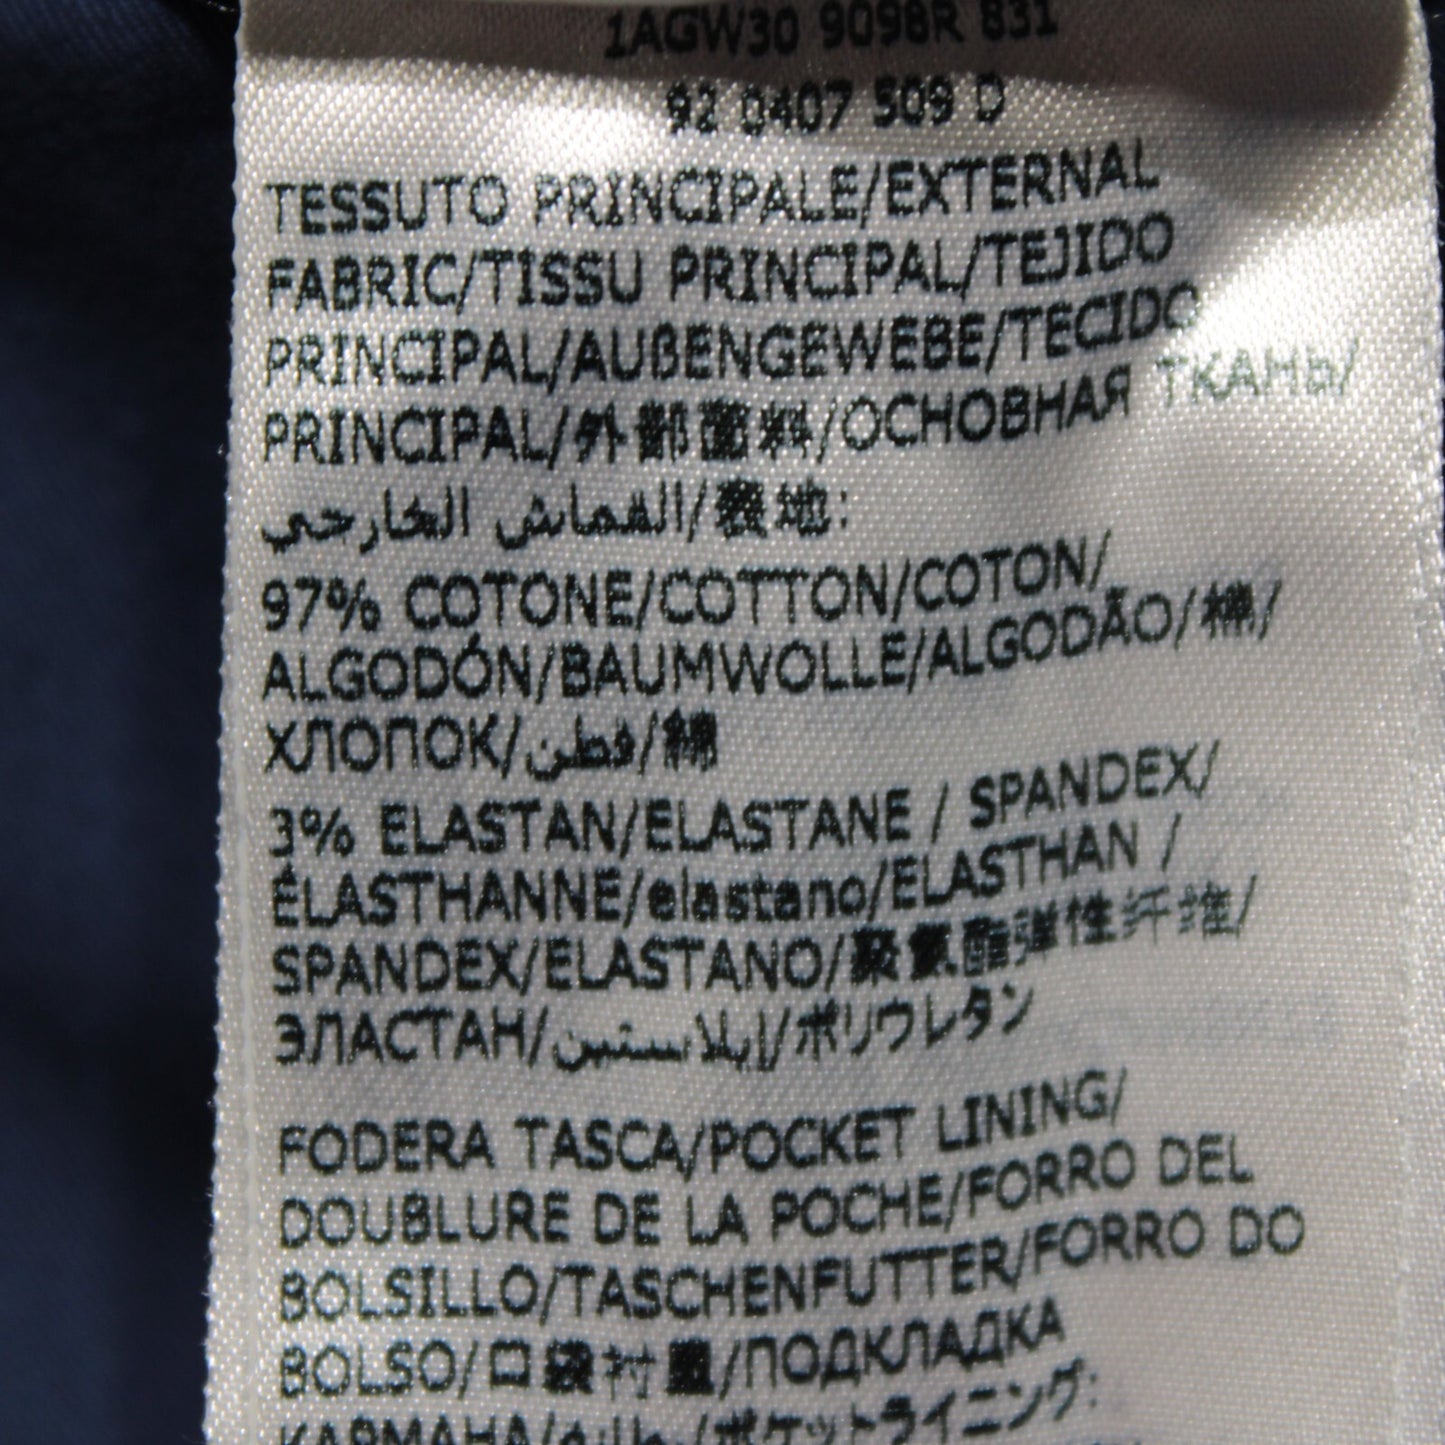 1AGW30 9098R 831
92 0407 509 D
TESSUTO PRINCIPALE/EXTERNAL
FABRIC/TISSU PRINCIPAL/TEJIDO
PRINCIPAL/AUßENGEWEBE/TECIDO
PRINCIPAL/外部面料/ОСНОВНАЯ ТКАНЬ/
القماش الخارجي/表地:
97% COTONE/COTTON/COTON/
ALGODÓN/BAUMWOLLE/ALGODÃO/棉/
ХЛОПОК/قطن/綿
3% ELASTAN/ELASTANE / SPANDEX/
ÉLASTHANNE/elastano/ELASTHAN /
SPANDEX/ELASTANO/聚氨酯弹性纤维/
ЭЛАСТАН/إيلاستين/ポリウレタン
FODERA TASCA/POCKET LINING/
DOUBLURE DE LA POCHE/FORRO DEL
BOLSILLO/TASCHENFUTTER/FORRO DO
BOLSO/口袋衬里/ПОДКЛАДКА
КАРМАНА/ポケットライニング: